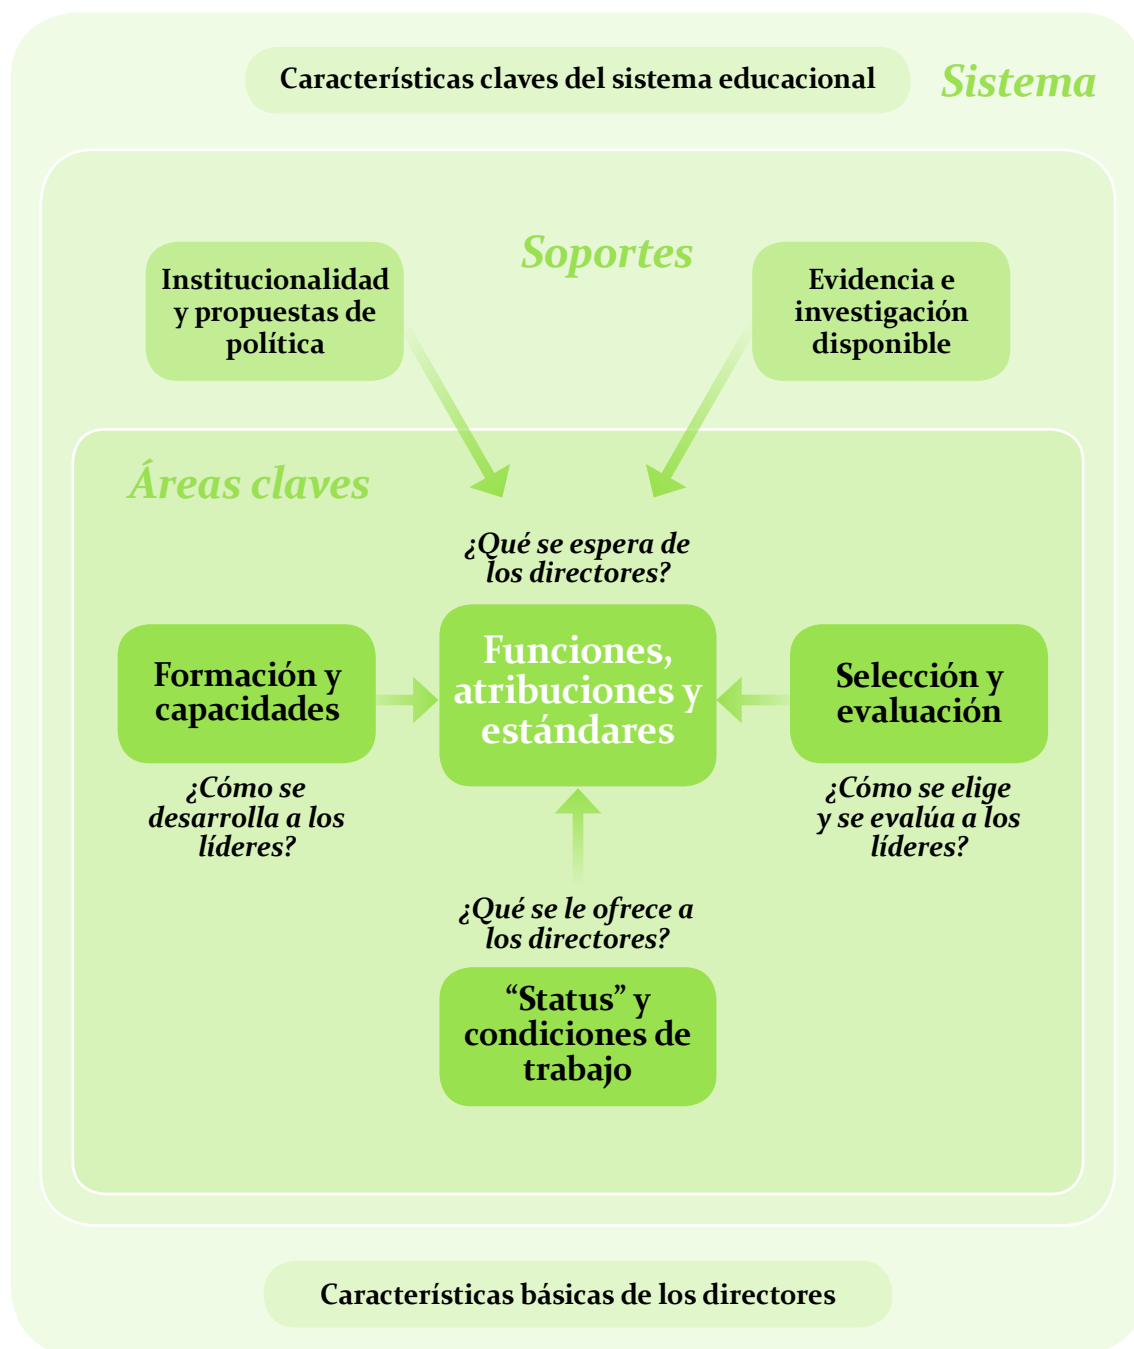 Características claves del sistema educacional
Sistema
Soportes
Institucionalidad
y propuestas de
política
Evidencia e
investigación
disponible
Áreas claves
¿Qué se espera de
los directores?
Formación y
capacidades
Funciones,
atribuciones y
estándares
Selección y
evaluación
¿Cómo se
desarrolla a los
líderes?
¿Cómo se elige
y se evalúa a los
líderes?
¿Qué se le ofrece a
los directores?
“Status” y
condiciones de
trabajo
Características básicas de los directores